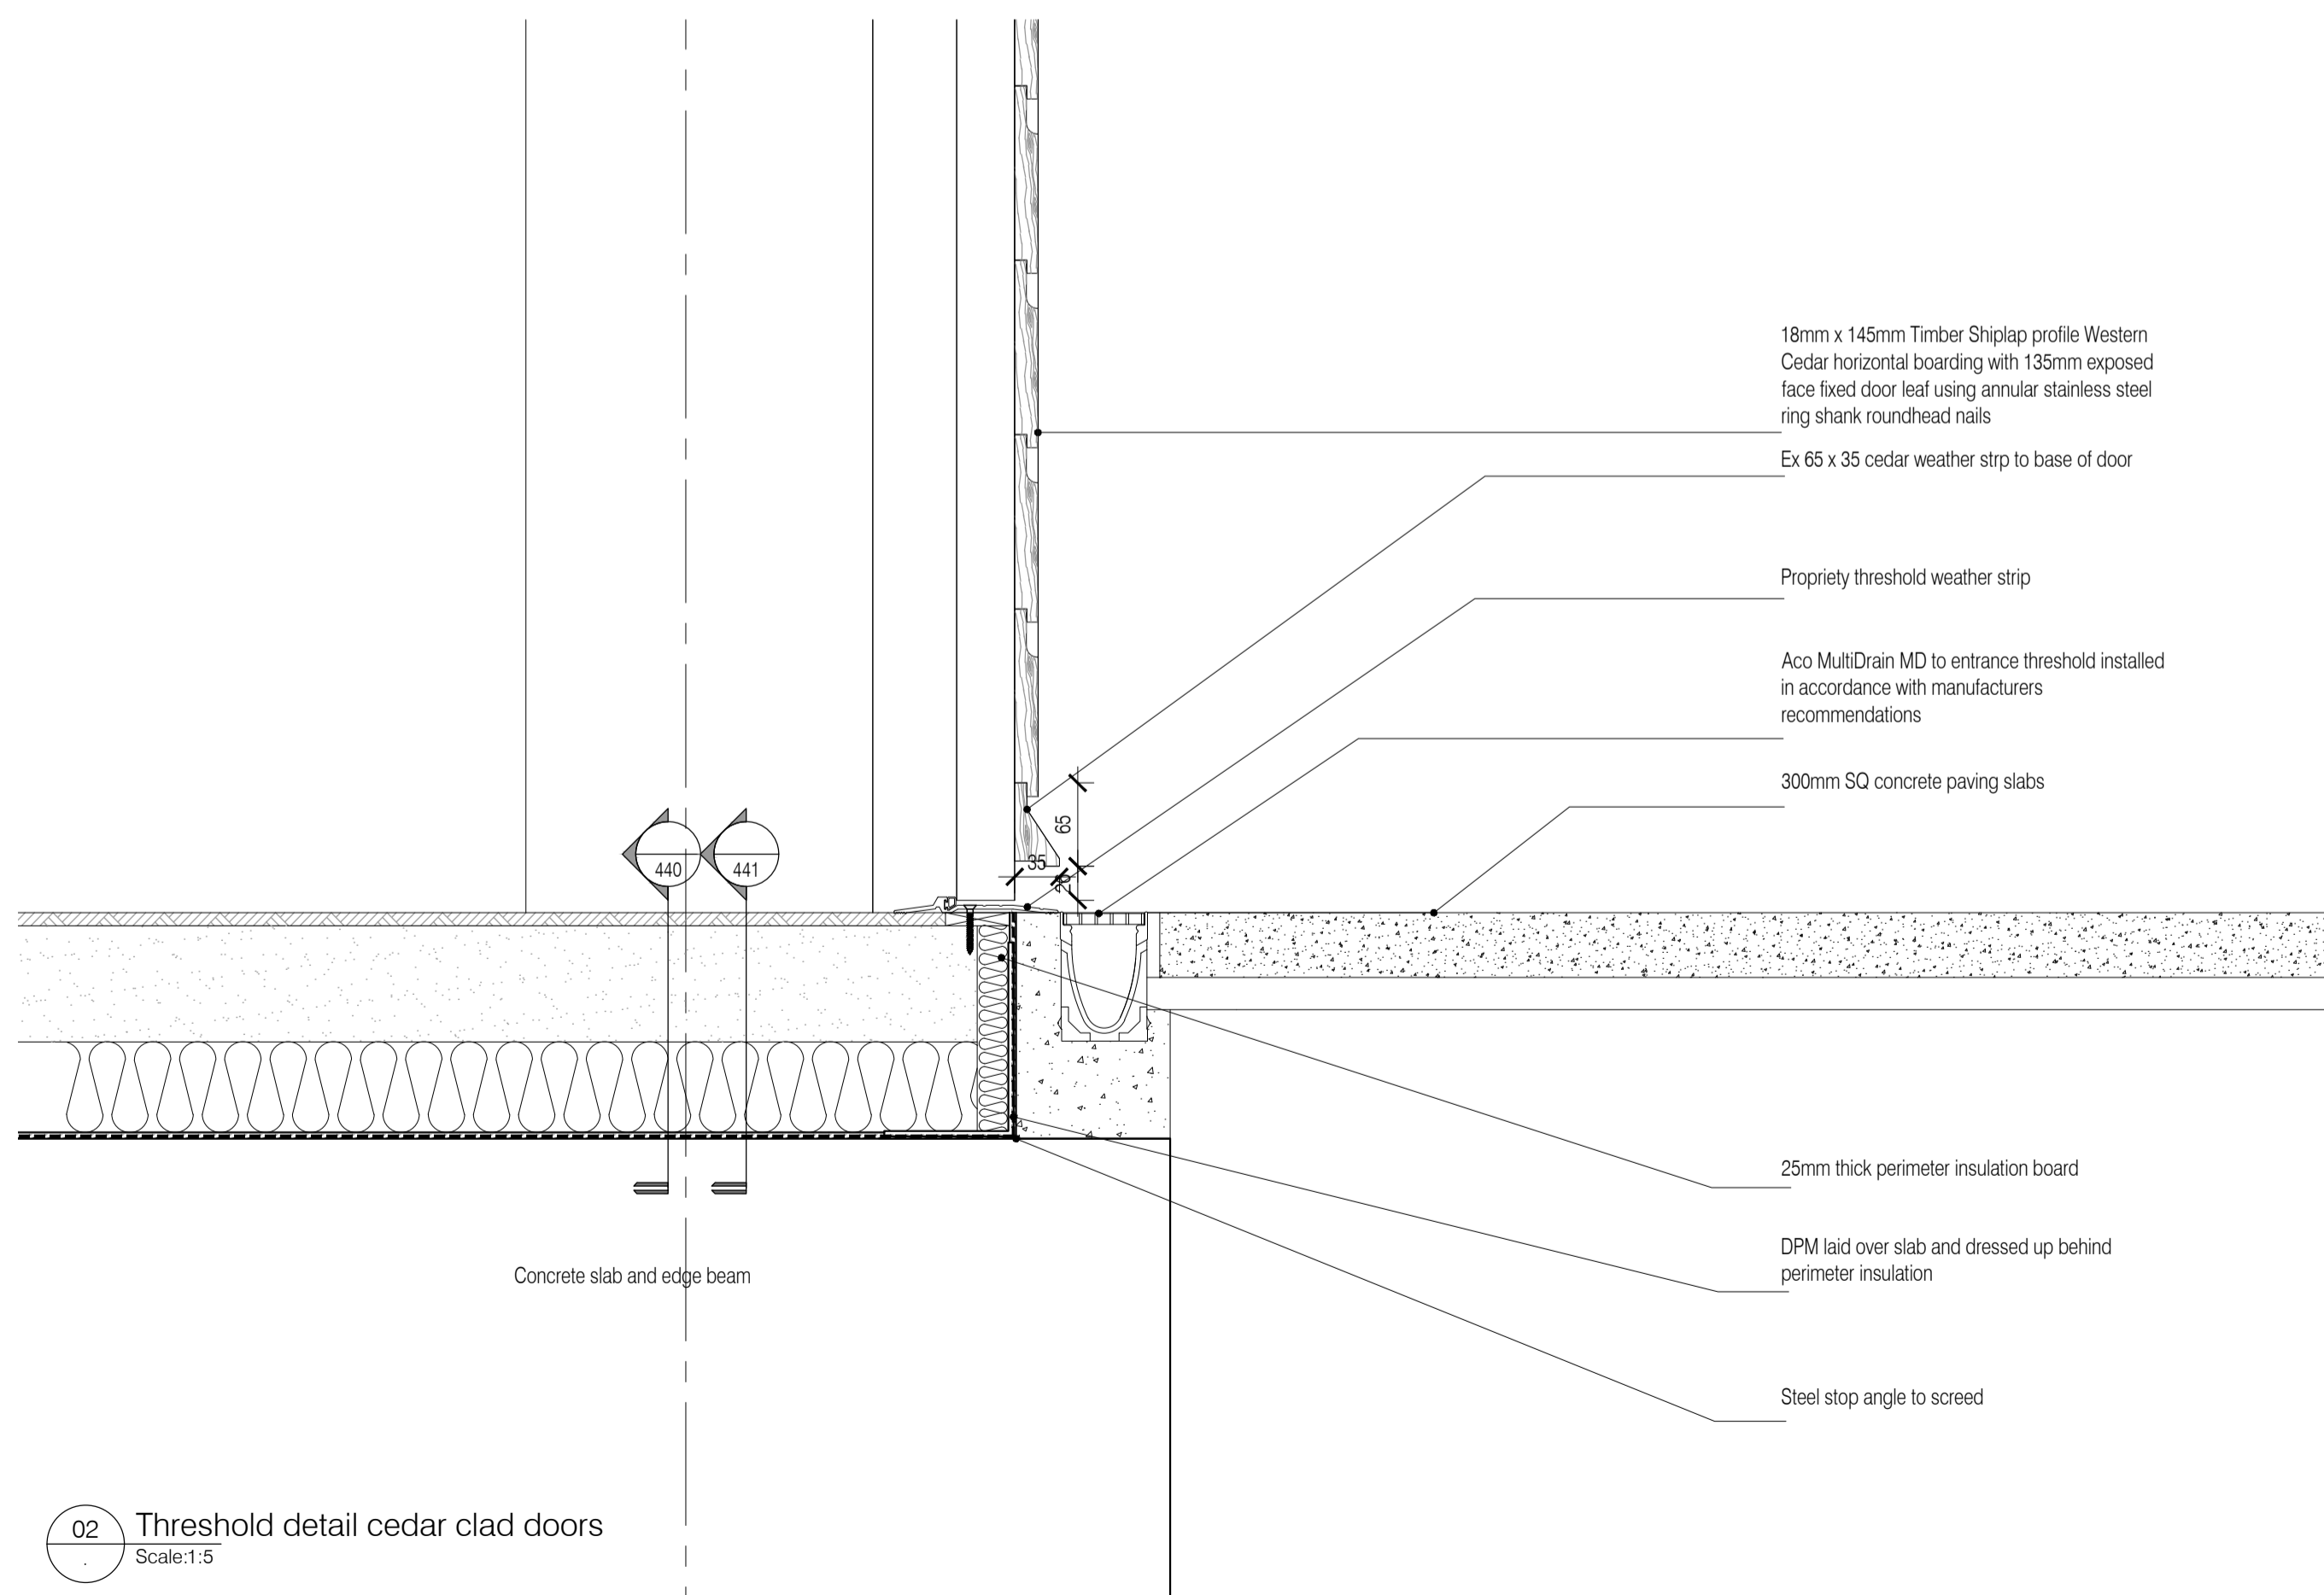 18mm x 145mm Timber Shiplap profile Western
Cedar horizontal boarding with 135mm exposed
face fixed door leaf using annular stainless steel
ring shank roundhead nails
Ex 65 x 35 cedar weather strp to base of door
Propriety threshold weather strip
Aco MultiDrain MD to entrance threshold installed
in accordance with manufacturers
recommendations
300mm SQ concrete paving slabs
65
35
440
441
25mm thick perimeter insulation board
DPM laid over slab and dressed up behind
perimeter insulation
Concrete slab and edge beam
Steel stop angle to screed
02
Threshold detail cedar clad doors
Scale:1:5